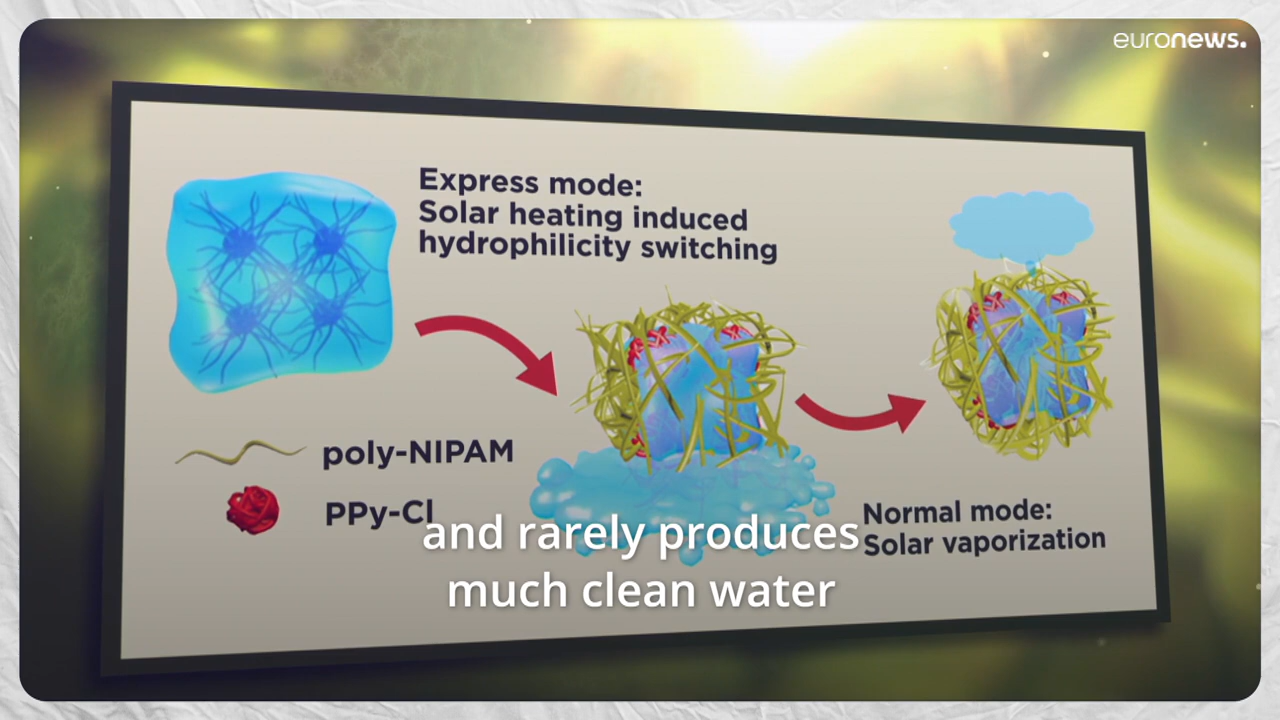 euronews.
Express mode:
Solar heating induced
hydrophilicity switching
poly-NIPAM
PPy-Cl
Normal mode:
Solar vaporization
and rarely produces
much clean water